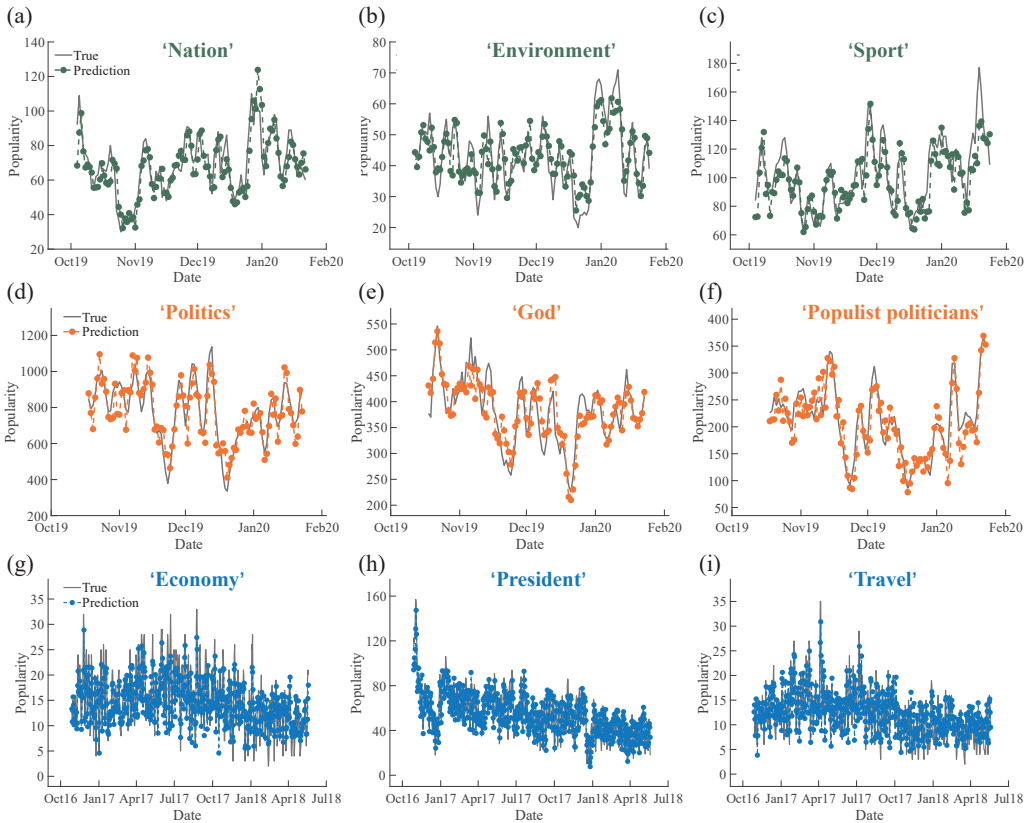 (a)
‘Nation’
140
120
100
80
60
40
20
Popularity
True
Prediction
Oct19 Nov19 Dec19 Jan20 Feb20
Date
(b)
‘Environment’
80
70
60
50
40
30
20
Popularity
Oct19 Nov19 Dec19 Jan20 Feb20
Date
(c)
‘Sport’
180
160
140
120
100
80
60
Popularity
Oct19 Nov19 Dec19 Jan20 Feb20
Date
(d)
‘Politics’
1200
1000
800
600
400
200
Popularity
True
Prediction
Oct19 Nov19 Dec19 Jan20 Feb20
Date
(e)
‘God’
550
500
450
400
350
300
250
200
Popularity
Oct19 Nov19 Dec19 Jan20 Feb20
Date
(f)
‘Populist politicians’
350
300
250
200
150
100
50
Popularity
Oct19 Nov19 Dec19 Jan20 Feb20
Date
(g)
‘Economy’
35
30
25
20
15
10
5
0
Popularity
True
Prediction
Oct16 Jan17 Apr17 Jul17 Oct17 Jan18 Apr18 Jul18
Date
(h)
‘President’
160
120
80
40
0
Popularity
Oct16 Jan17 Apr17 Jul17 Oct17 Jan18 Apr18 Jul18
Date
(i)
‘Travel’
35
30
25
20
15
10
5
0
Popularity
Oct16 Jan17 Apr17 Jul17 Oct17 Jan18 Apr18 Jul18
Date